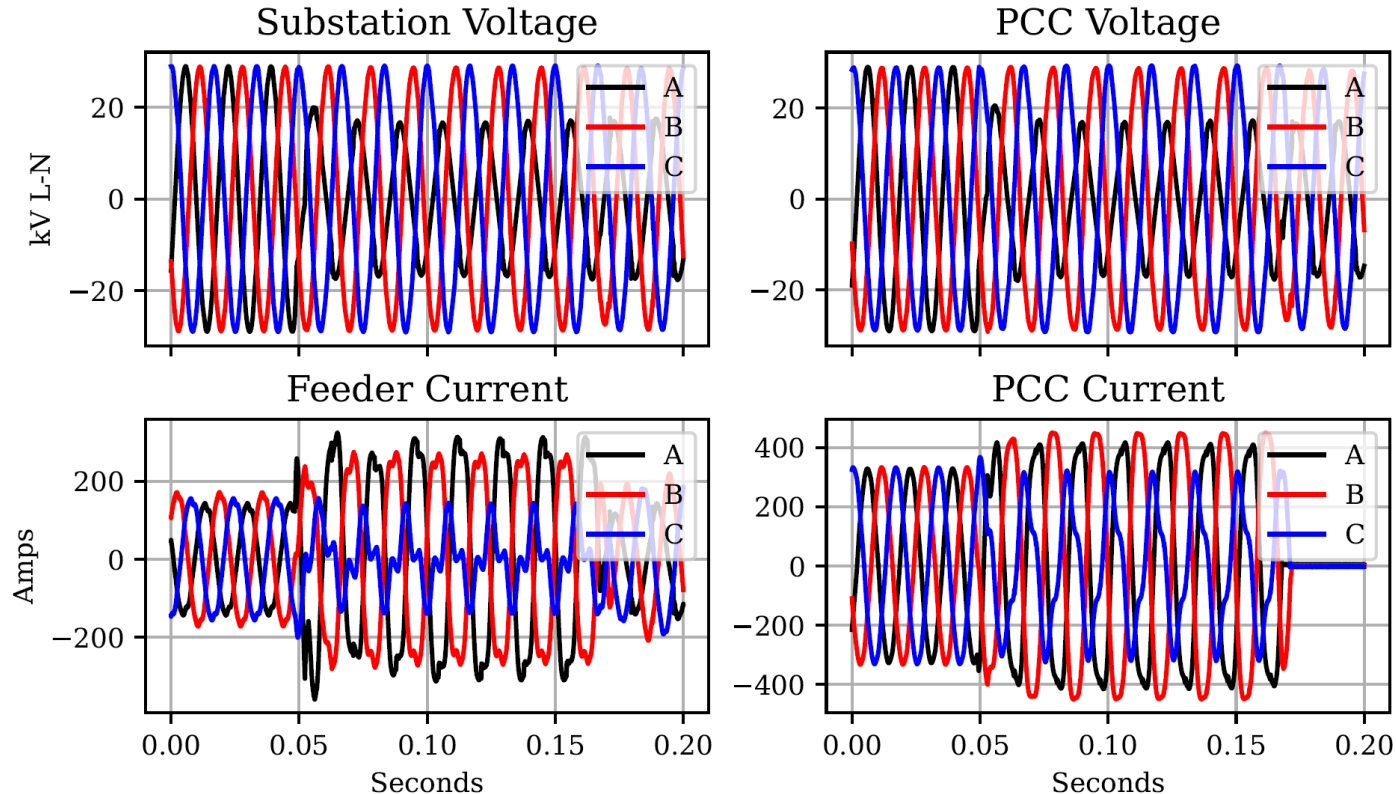 Substation Voltage
PCC Voltage
kV L-N
20
0
−20
A
B
C
20
0
−20
A
B
C
Feeder Current
PCC Current
Amps
200
0
−200
A
B
C
400
200
0
−200
−400
A
B
C
0.00 0.05 0.10 0.15 0.20
0.00 0.05 0.10 0.15 0.20
Seconds
Seconds